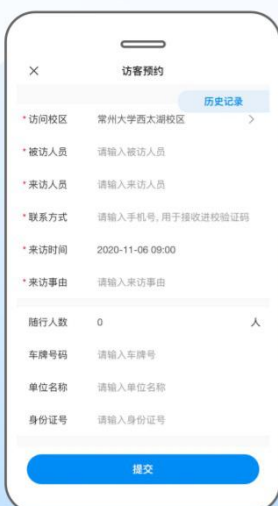 × 访客预约
历史记录
*访问校区 常州大学西太湖校区 >
*被访人员 请输入被访人员
*来访人员 请输入来访人员
*联系方式 请输入手机号,用于接收进校验证码
*来访时间 2020-11-06 09:00
*来访事由 请输入来访事由
随行人数 0 人
车牌号码 请输入车牌号
单位名称 请输入单位名称
身份证号 请输入身份证号
提交